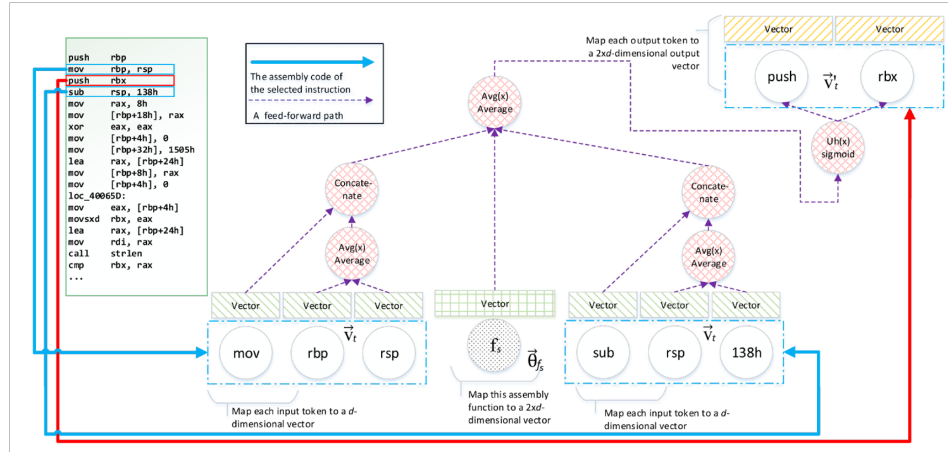 push rbp
mov rbp, rsp
push rbx
sub rsp, 138h
mov rax, 8h
mov [rbp+18h], rax
xor eax, eax
mov [rbp+4h], 0
mov [rbp+32h], 1505h
lea rax, [rbp+24h]
mov [rbp+8h], rax
mov [rbp+4h], 0
loc_40065D:
mov eax, [rbp+4h]
movsxd rbx, eax
lea rax, [rbp+24h]
mov rdi, rax
call strlen
cmp rbx, rax
...
The assembly code of
the selected instruction
A feed-forward path
Map each output token to
a 2xd-dimensional output
vector
Vector Vector
push v⃗'t rbx
Uh(x)
sigmoid
Avg(x)
Average
Concate-
nate
Avg(x)
Average
Concate-
nate
Avg(x)
Average
Vector Vector Vector
v⃗t
mov rbp rsp
Map each input token to a d-
dimensional vector
Vector
fs θ⃗fs
Map this assembly
function to a 2xd-
dimensional vector
Vector Vector Vector
v⃗t
sub rsp 138h
Map each input token to a d-
dimensional vector